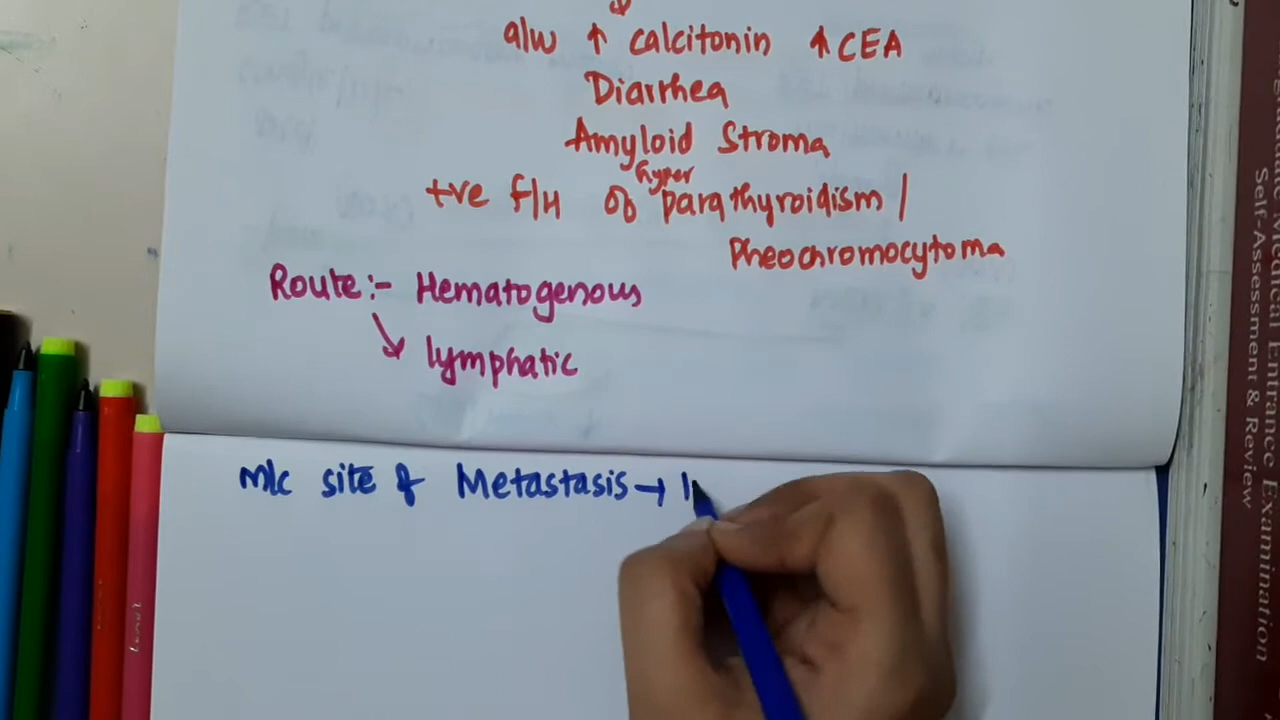 a/w ↑ calcitonin ↑ CEA
Diarrhea
Amyloid Stroma
+ve f/H of hyper parathyroidism /
Pheochromocytoma
Route:- Hematogenous
↘ lymphatic
m/c site of Metastasis →
Medical Entrance Examination
Self-Assessment & Review